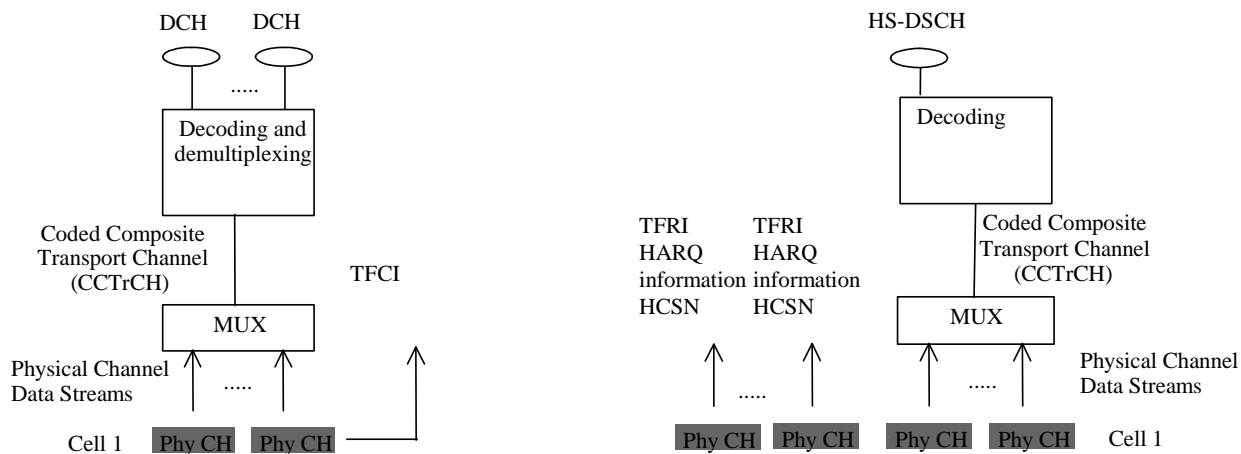 DCH DCH
.....
Decoding and
demultiplexing
Coded Composite
Transport Channel
(CCTrCH)
TFCI
MUX
Physical Channel
Data Streams
.....
Cell 1 Phy CH Phy CH
HS-DSCH
Decoding
TFRI
HARQ
information
HCSN
TFRI
HARQ
information
HCSN
Coded Composite
Transport Channel
(CCTrCH)
MUX
Physical Channel
Data Streams
.....
.....
Phy CH Phy CH Phy CH Phy CH Cell 1